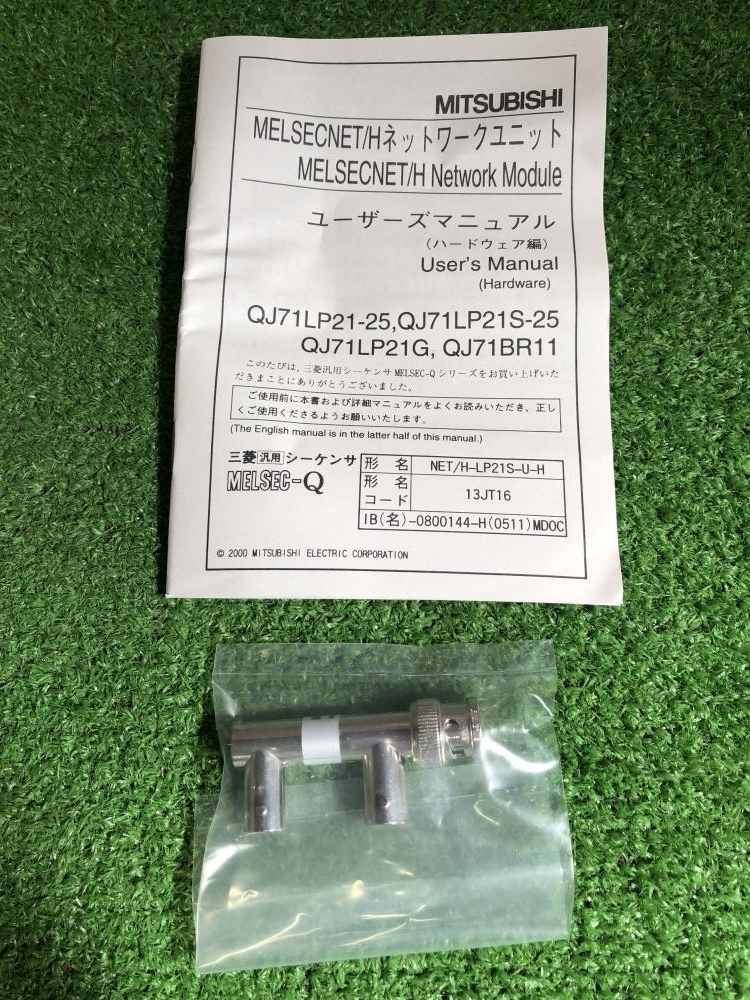 MITSUBISHI
MELSECNET/Hネットワークユニット
MELSECNET/H Network Module
ユーザーズマニュアル
(ハードウェア編)
User's Manual
(Hardware)
QJ71LP21-25,QJ71LP21S-25
QJ71LP21G, QJ71BR11
このたびは,三菱汎用シーケンサ MELSEC-Q シリーズをお買い上げいた
だきまことにありがとうございました。
ご使用前に本書および詳細マニュアルをよくお読みいただき、正し
くご使用くださるようお願いいたします。
(The English manual is in the latter half of this manual.)
三菱汎用シーケンサ
MELSEC-Q
形 名 NET/H-LP21S-U-H
形 名
コード 13JT16
IB(名)-0800144-H(0511)MDOC
© 2000 MITSUBISHI ELECTRIC CORPORATION